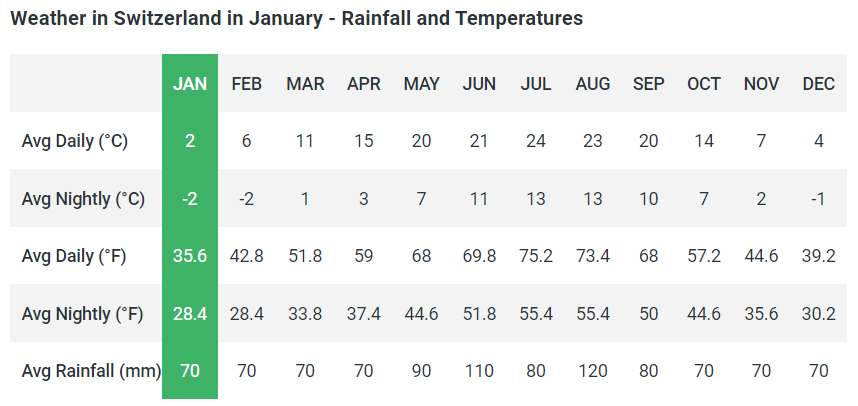 Weather in Switzerland in January - Rainfall and Temperatures
JAN FEB MAR APR MAY JUN JUL AUG SEP OCT NOV DEC
Avg Daily (°C) 2 6 11 15 20 21 24 23 20 14 7 4
Avg Nightly (°C) -2 -2 1 3 7 11 13 13 10 7 2 -1
Avg Daily (°F) 35.6 42.8 51.8 59 68 69.8 75.2 73.4 68 57.2 44.6 39.2
Avg Nightly (°F) 28.4 28.4 33.8 37.4 44.6 51.8 55.4 55.4 50 44.6 35.6 30.2
Avg Rainfall (mm) 70 70 70 70 90 110 80 120 80 70 70 70